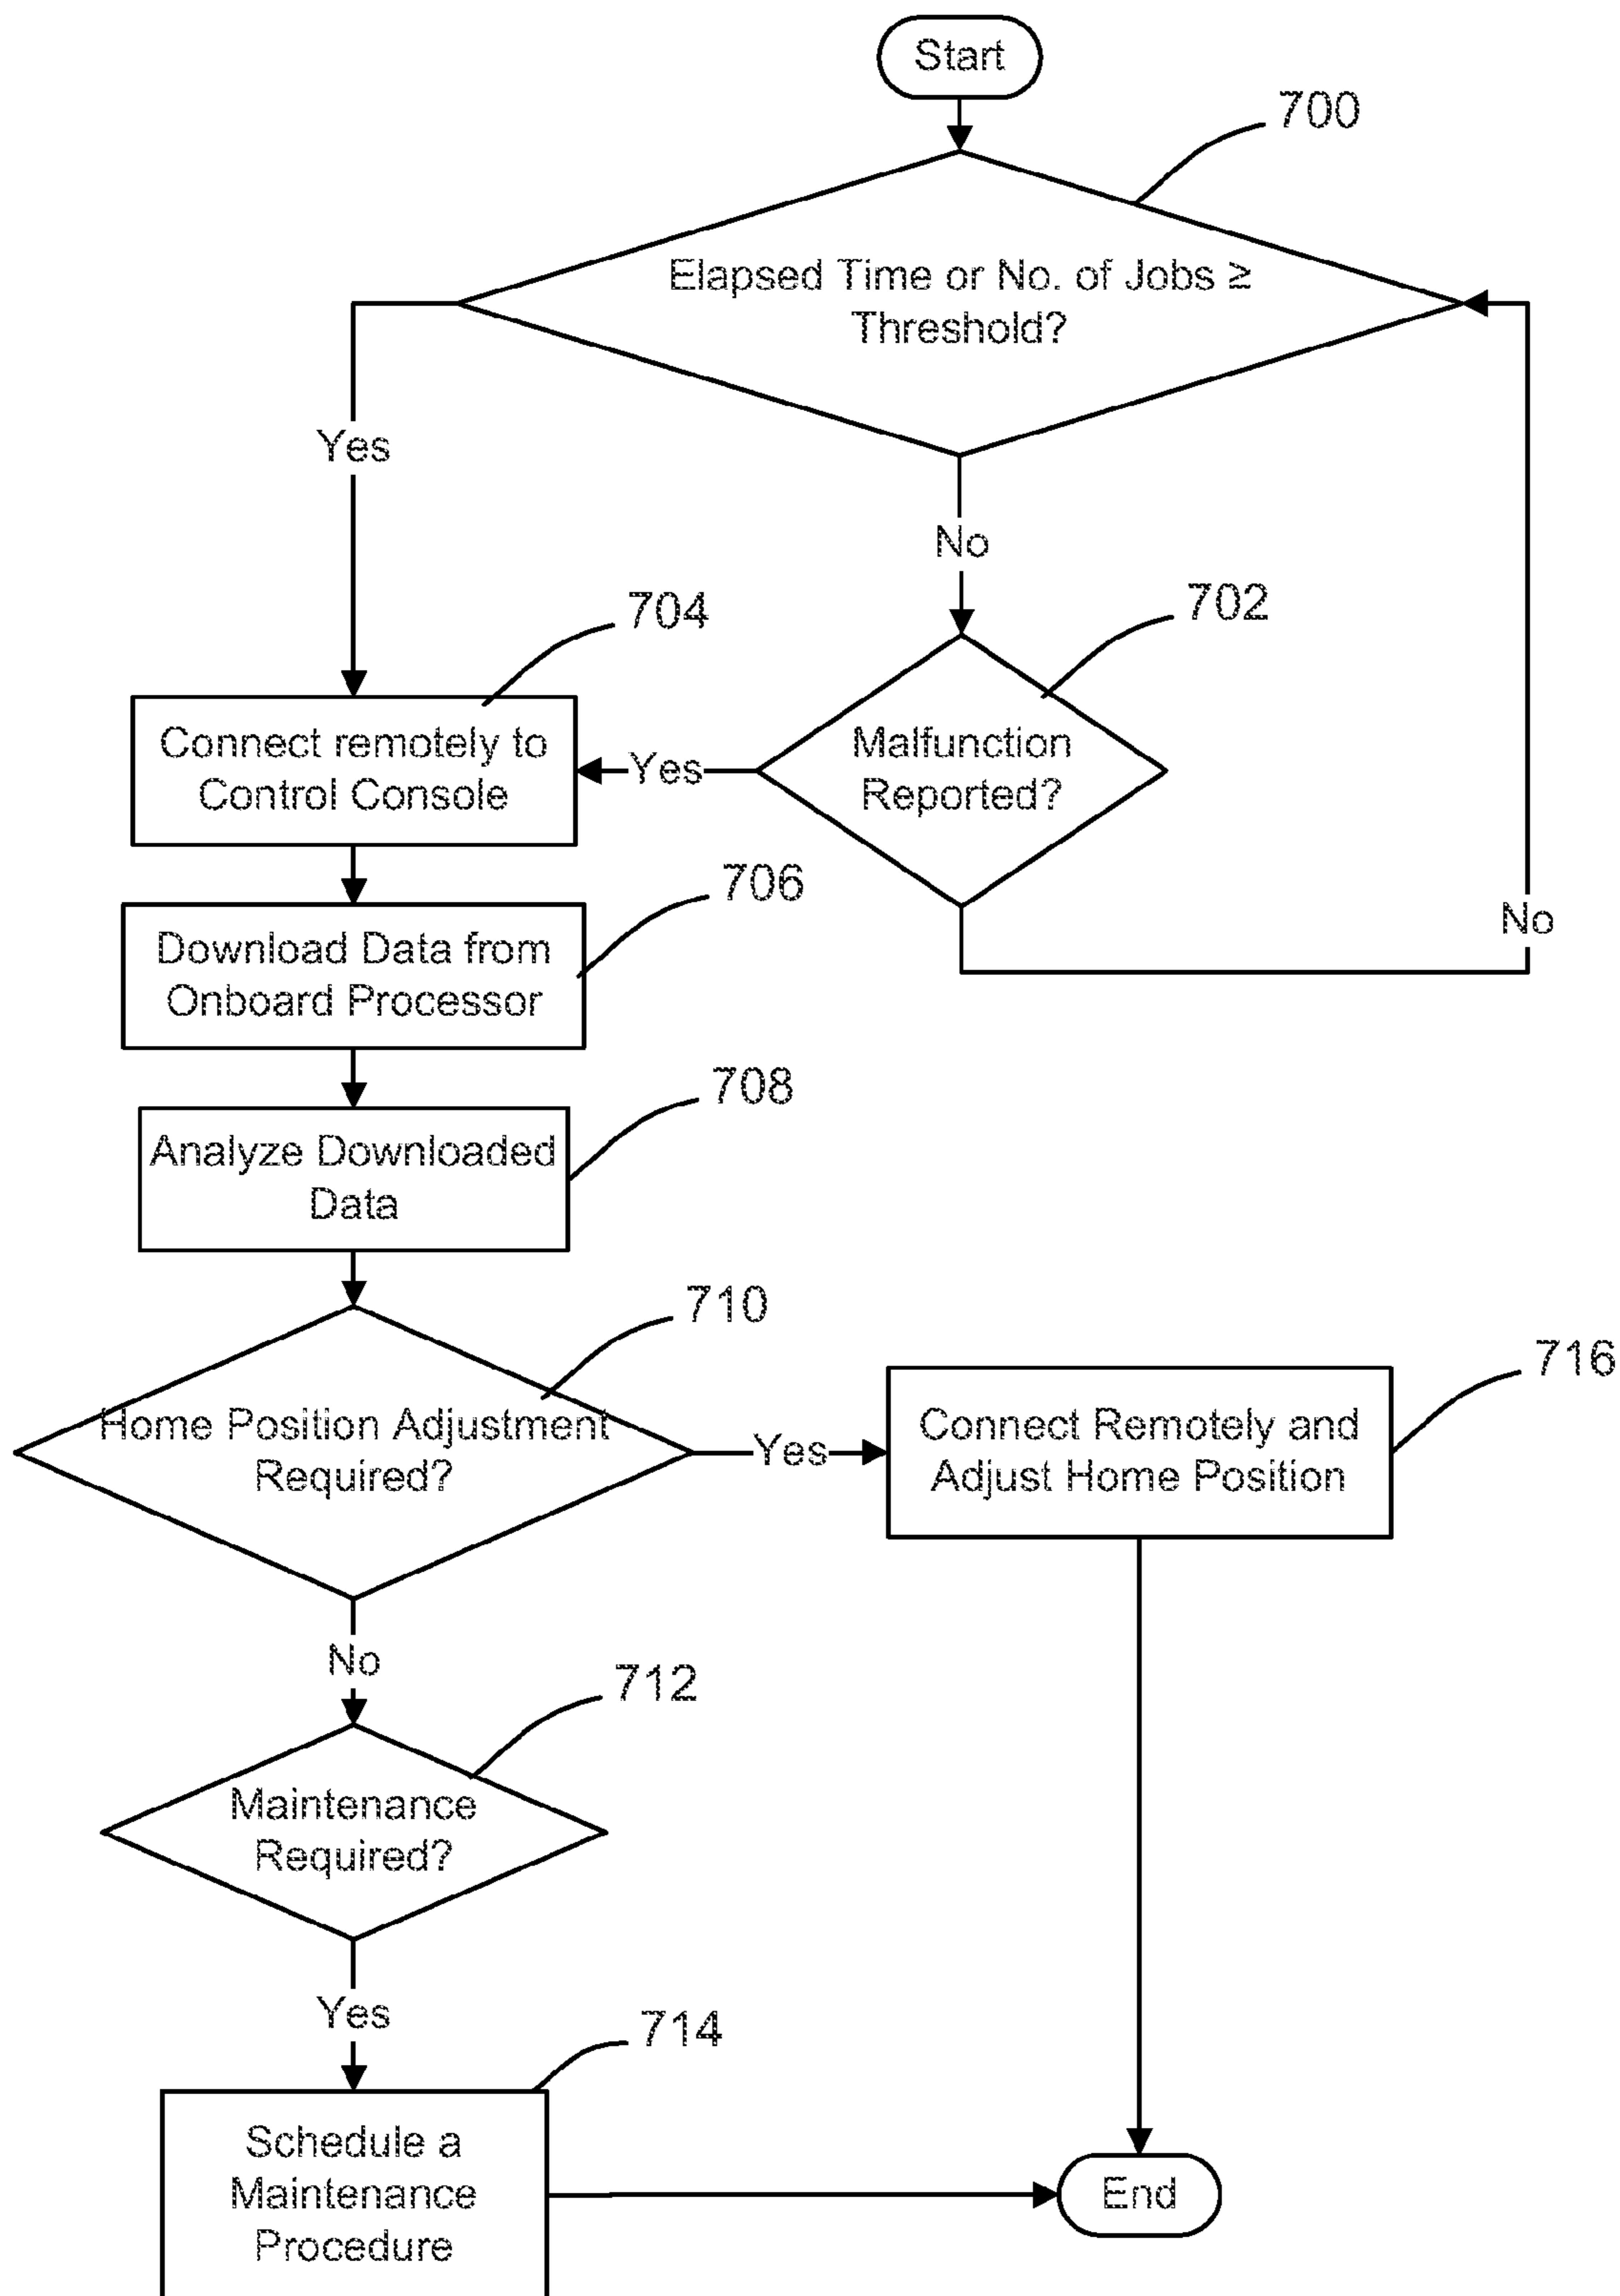 Start
700
Elapsed Time or No. of Jobs ≥
Threshold?
Yes
No
704
702
Connect remotely to
Control Console
Yes
Malfunction
Reported?
706
No
Download Data from
Onboard Processor
708
Analyze Downloaded
Data
710
716
Home Position Adjustment
Required?
Yes
Connect Remotely and
Adjust Home Position
No
712
Maintenance
Required?
Yes
714
Schedule a
Maintenance
Procedure
End